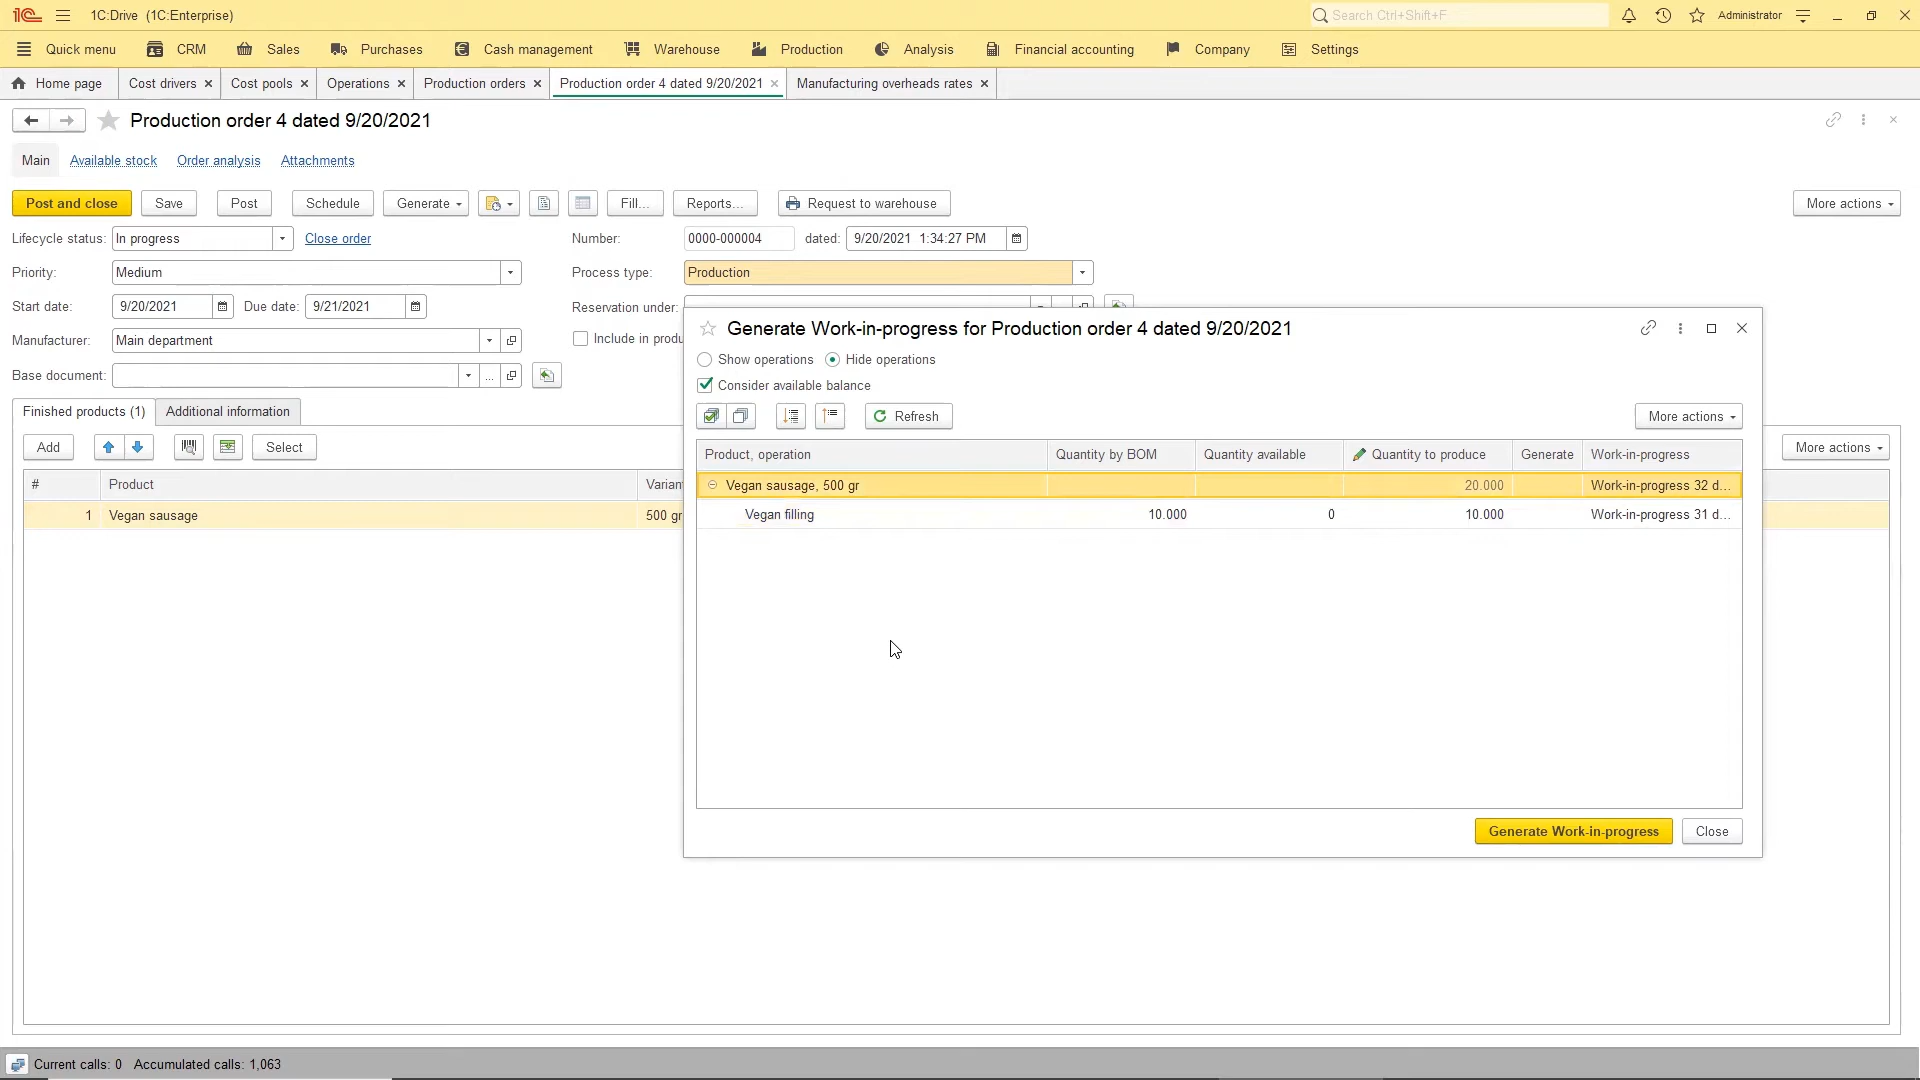 1C:Drive (1C:Enterprise)
Search Ctrl+Shift+F
Administrator
Quick menu CRM Sales Purchases Cash management Warehouse Production Analysis Financial accounting Company Settings
Home page Cost drivers Cost pools Operations Production orders Production order 4 dated 9/20/2021 Manufacturing overheads rates
Production order 4 dated 9/20/2021
Main Available stock Order analysis Attachments
Post and close Save Post Schedule Generate Fill... Reports... Request to warehouse More actions
Lifecycle status: In progress Close order Number: 0000-000004 dated: 9/20/2021 1:34:27 PM
Priority: Medium Process type: Production
Start date: 9/20/2021 Due date: 9/21/2021 Reservation under:
Manufacturer: Main department Include in produ
Base document: ...
Finished products (1) Additional information
Add Select More actions
# Product Varian
1 Vegan sausage 500 gr
Generate Work-in-progress for Production order 4 dated 9/20/2021
Show operations Hide operations
Consider available balance
Refresh More actions
Product, operation Quantity by BOM Quantity available Quantity to produce Generate Work-in-progress
Vegan sausage, 500 gr 20.000 Work-in-progress 32 d...
Vegan filling 10.000 0 10.000 Work-in-progress 31 d...
Generate Work-in-progress Close
Current calls: 0 Accumulated calls: 1,063